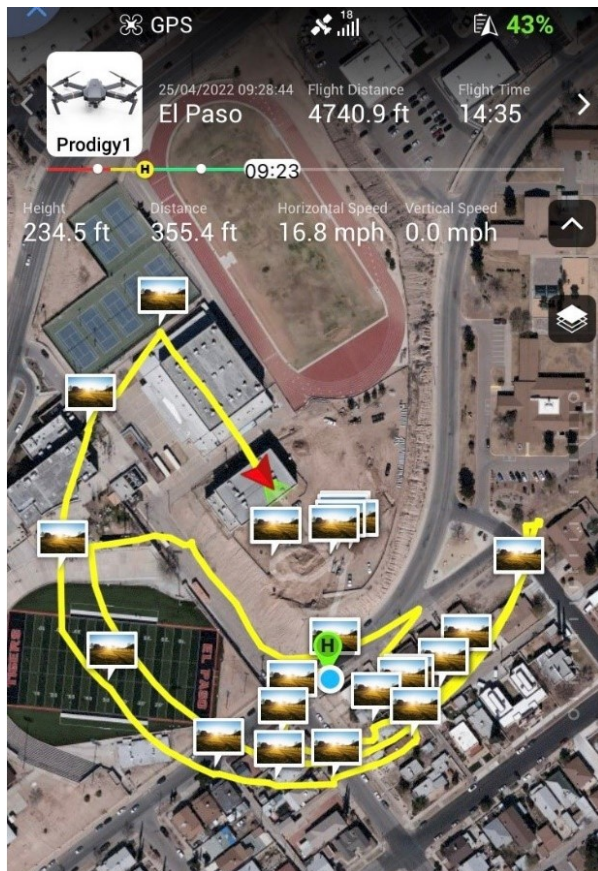 GPS
18
43%
25/04/2022 09:28:44
El Paso
Flight Distance
4740.9 ft
Flight Time
14:35
Prodigy1
H
09:23
Height
234.5 ft
Distance
355.4 ft
Horizontal Speed
16.8 mph
Vertical Speed
0.0 mph
H
TIGERS
EL PASO